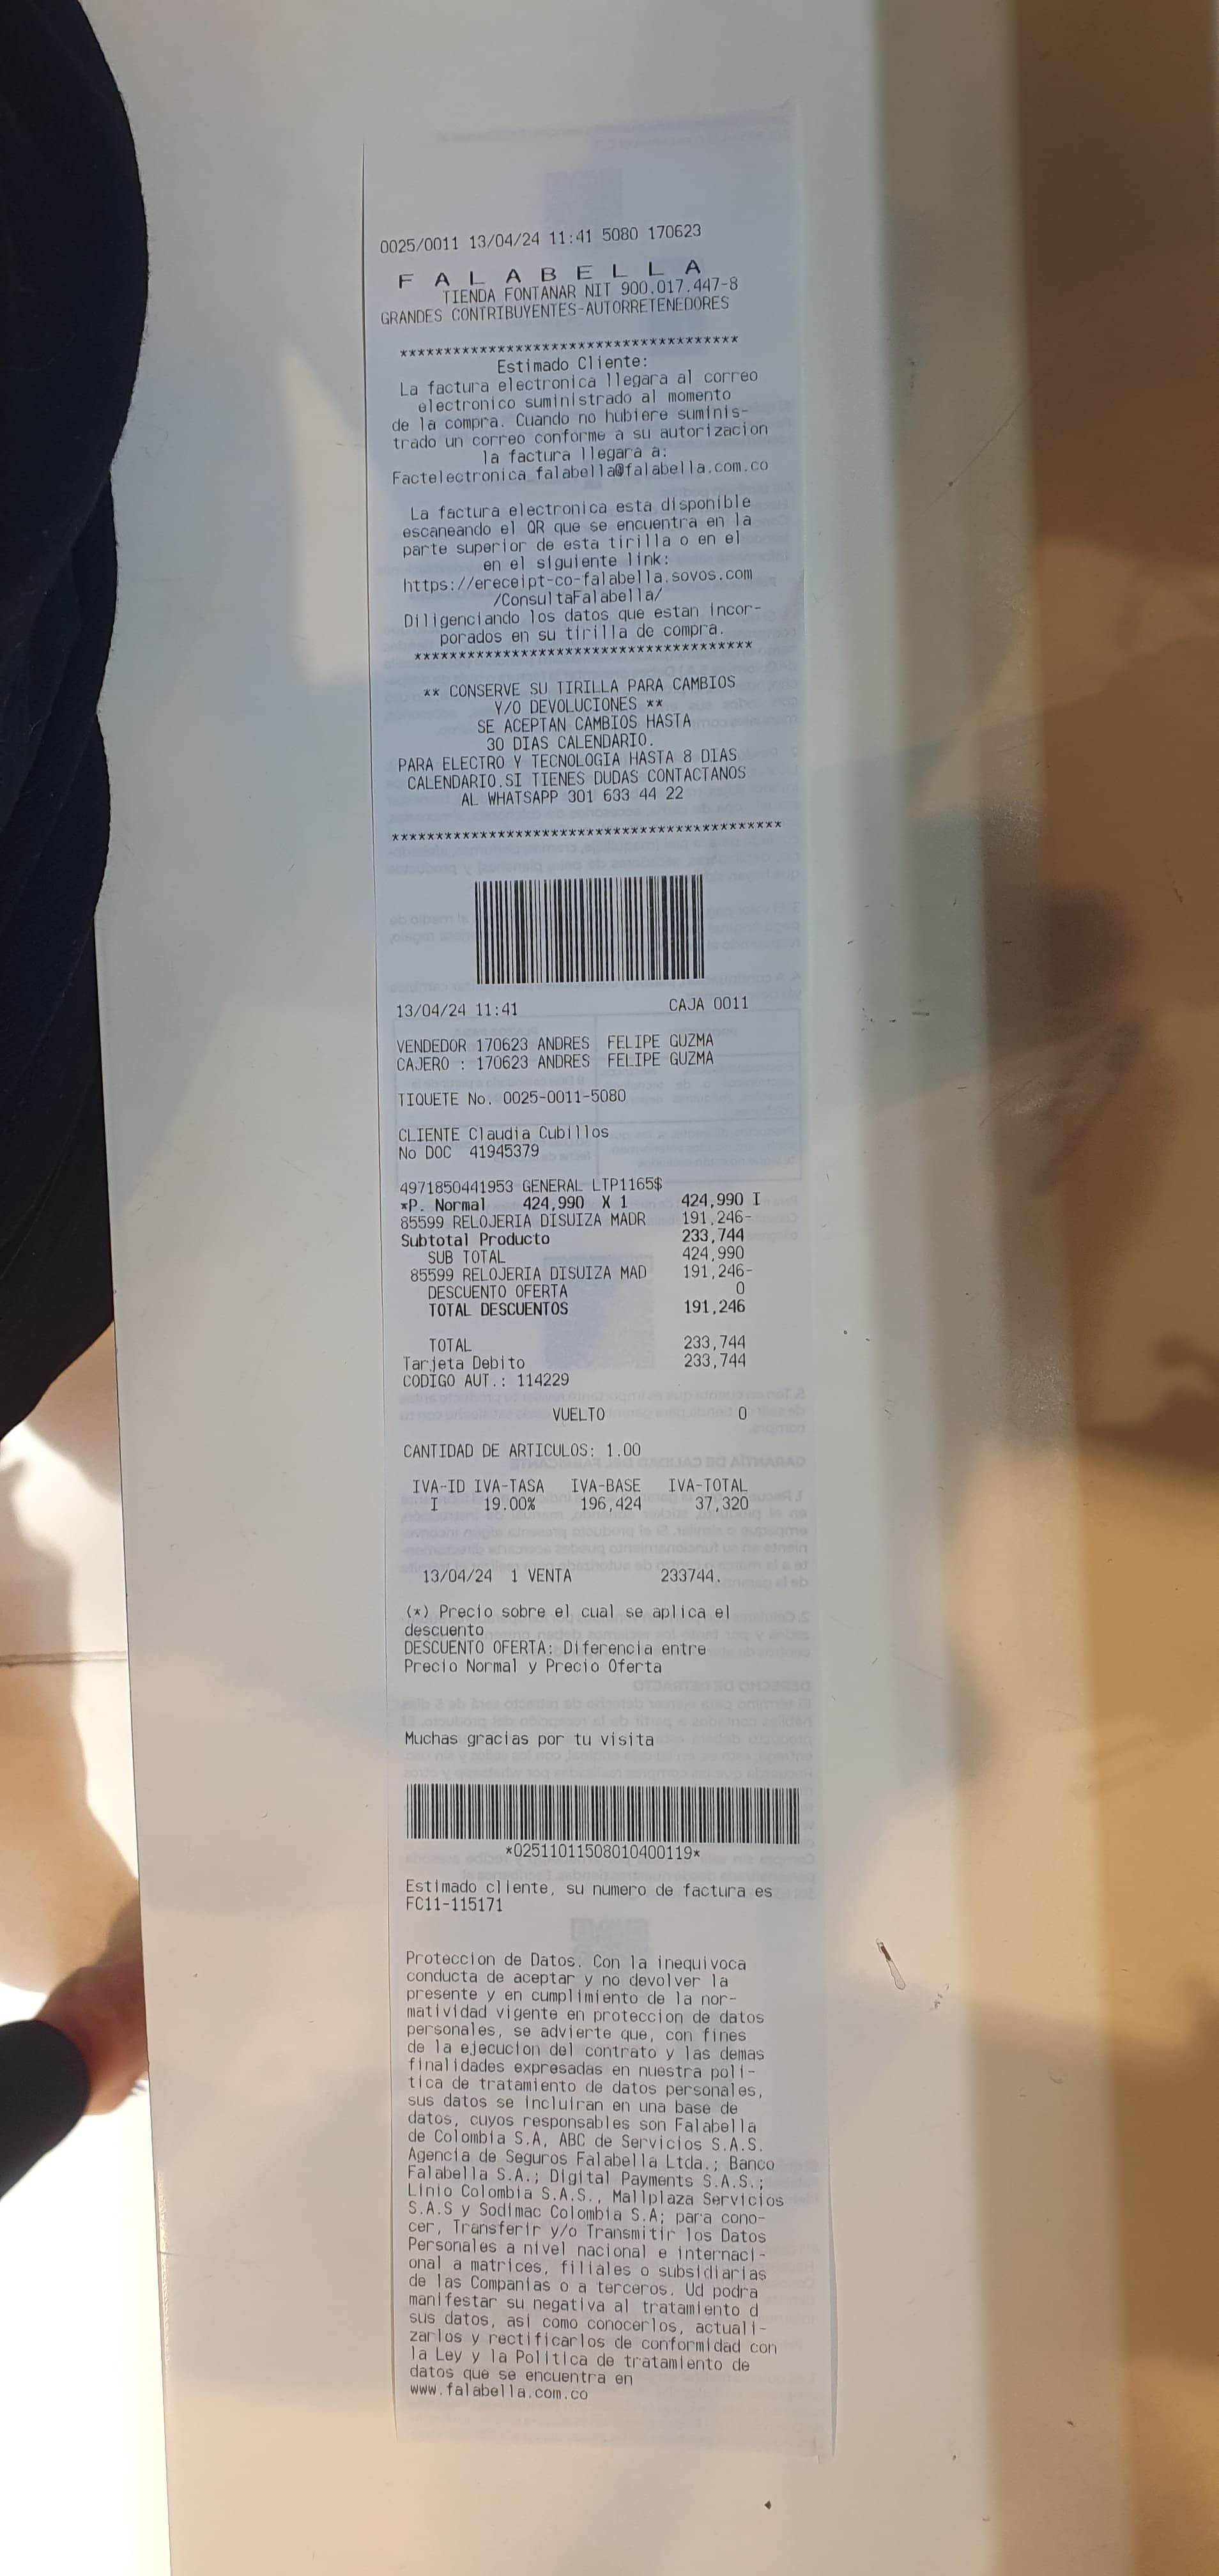 0025/0011 13/04/24 11:41 5080 170623
F A L A B E L L A
TIENDA FONTANAR NIT 900.017.447-8
GRANDES CONTRIBUYENTES-AUTORRETENEDORES
***************************************
Estimado Cliente:
La factura electronica llegara al correo
electronico suministrado al momento
de la compra. Cuando no hubiere suminis-
trado un correo conforme a su autorizacion
la factura llegara a:
Factelectronica_falabella@falabella.com.co
La factura electronica esta disponible
escaneando el QR que se encuentra en la
parte superior de esta tirilla o en el
en el siguiente link:
https://ereceipt-co-falabella.sovos.com
/ConsultaFalabella/
Diligenciando los datos que estan incor-
porados en su tirilla de compra.
***************************************
** CONSERVE SU TIRILLA PARA CAMBIOS
Y/O DEVOLUCIONES **
SE ACEPTAN CAMBIOS HASTA
30 DIAS CALENDARIO.
PARA ELECTRO Y TECNOLOGIA HASTA 8 DIAS
CALENDARIO.SI TIENES DUDAS CONTACTANOS
AL WHATSAPP 301 633 44 22
*********************************************
13/04/24 11:41 CAJA 0011
VENDEDOR 170623 ANDRES FELIPE GUZMA
CAJERO : 170623 ANDRES FELIPE GUZMA
TIQUETE No. 0025-0011-5080
CLIENTE Claudia Cubillos
No DOC 41945379
4971850441953 GENERAL LTP1165$
*P. Normal 424,990 X 1 424,990 I
85599 RELOJERIA DISUIZA MADR 191,246-
Subtotal Producto 233,744
SUB TOTAL 424,990
85599 RELOJERIA DISUIZA MAD 191,246-
DESCUENTO OFERTA 0
TOTAL DESCUENTOS 191,246
TOTAL 233,744
Tarjeta Debito 233,744
CODIGO AUT.: 114229
VUELTO 0
CANTIDAD DE ARTICULOS: 1.00
IVA-ID IVA-TASA IVA-BASE IVA-TOTAL
I 19.00% 196,424 37,320
13/04/24 1 VENTA 233744.
(*) Precio sobre el cual se aplica el
descuento
DESCUENTO OFERTA: Diferencia entre
Precio Normal y Precio Oferta
Muchas gracias por tu visita
*02511011508010400119*
Estimado cliente, su numero de factura es
FC11-115171
Proteccion de Datos. Con la inequivoca
conducta de aceptar y no devolver la
presente y en cumplimiento de la nor-
matividad vigente en proteccion de datos
personales, se advierte que, con fines
de la ejecucion del contrato y las demas
finalidades expresadas en nuestra poli-
tica de tratamiento de datos personales,
sus datos se incluiran en una base de
datos, cuyos responsables son Falabella
de Colombia S.A, ABC de Servicios S.A.S.
Agencia de Seguros Falabella Ltda.; Banco
Falabella S.A.; Digital Payments S.A.S.;
Linio Colombia S.A.S., Mallplaza Servicios
S.A.S y Sodimac Colombia S.A; para cono-
cer, Transferir y/o Transmitir los Datos
Personales a nivel nacional e internaci-
onal a matrices, filiales o subsidiarias
de las Companias o a terceros. Ud podra
manifestar su negativa al tratamiento d
sus datos, asi como conocerlos, actuali-
zarlos y rectificarlos de conformidad con
la Ley y la Politica de tratamiento de
datos que se encuentra en
www.falabella.com.co